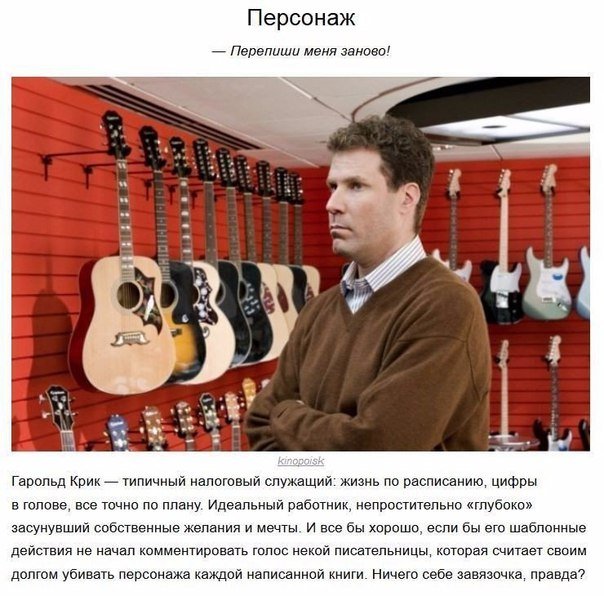 Персонаж
— Перепиши меня заново!
kinopoisk
Гарольд Крик — типичный налоговый служащий: жизнь по расписанию, цифры
в голове, все точно по плану. Идеальный работник, непростительно «глубоко»
засунувший собственные желания и мечты. И все бы хорошо, если бы его шаблонные
действия не начал комментировать голос некой писательницы, которая считает своим
долгом убивать персонажа каждой написанной книги. Ничего себе завязочка, правда?